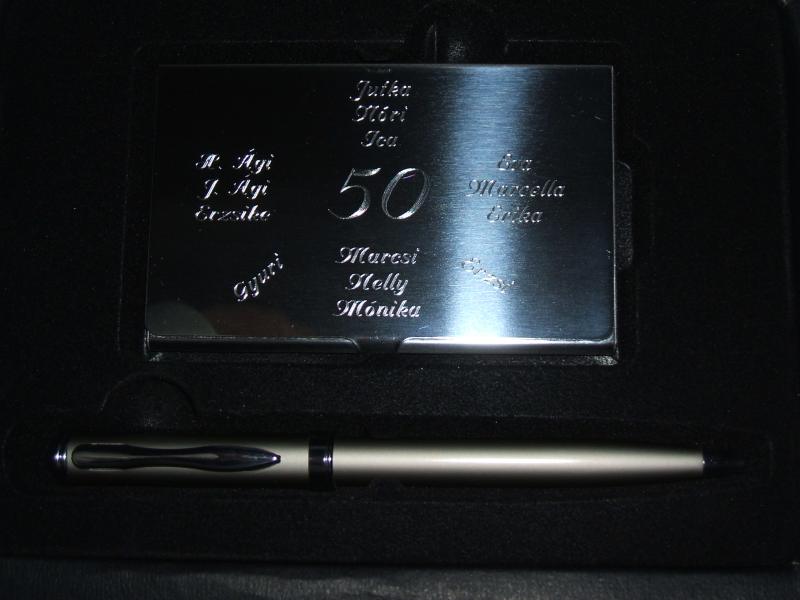 Jutka
Nóri
Ica
N. Ági
J. Ági
Erzsike
50
Éva
Marcella
Erika
Marcsi
Nelly
Mónika
Gyuri
Erzsi